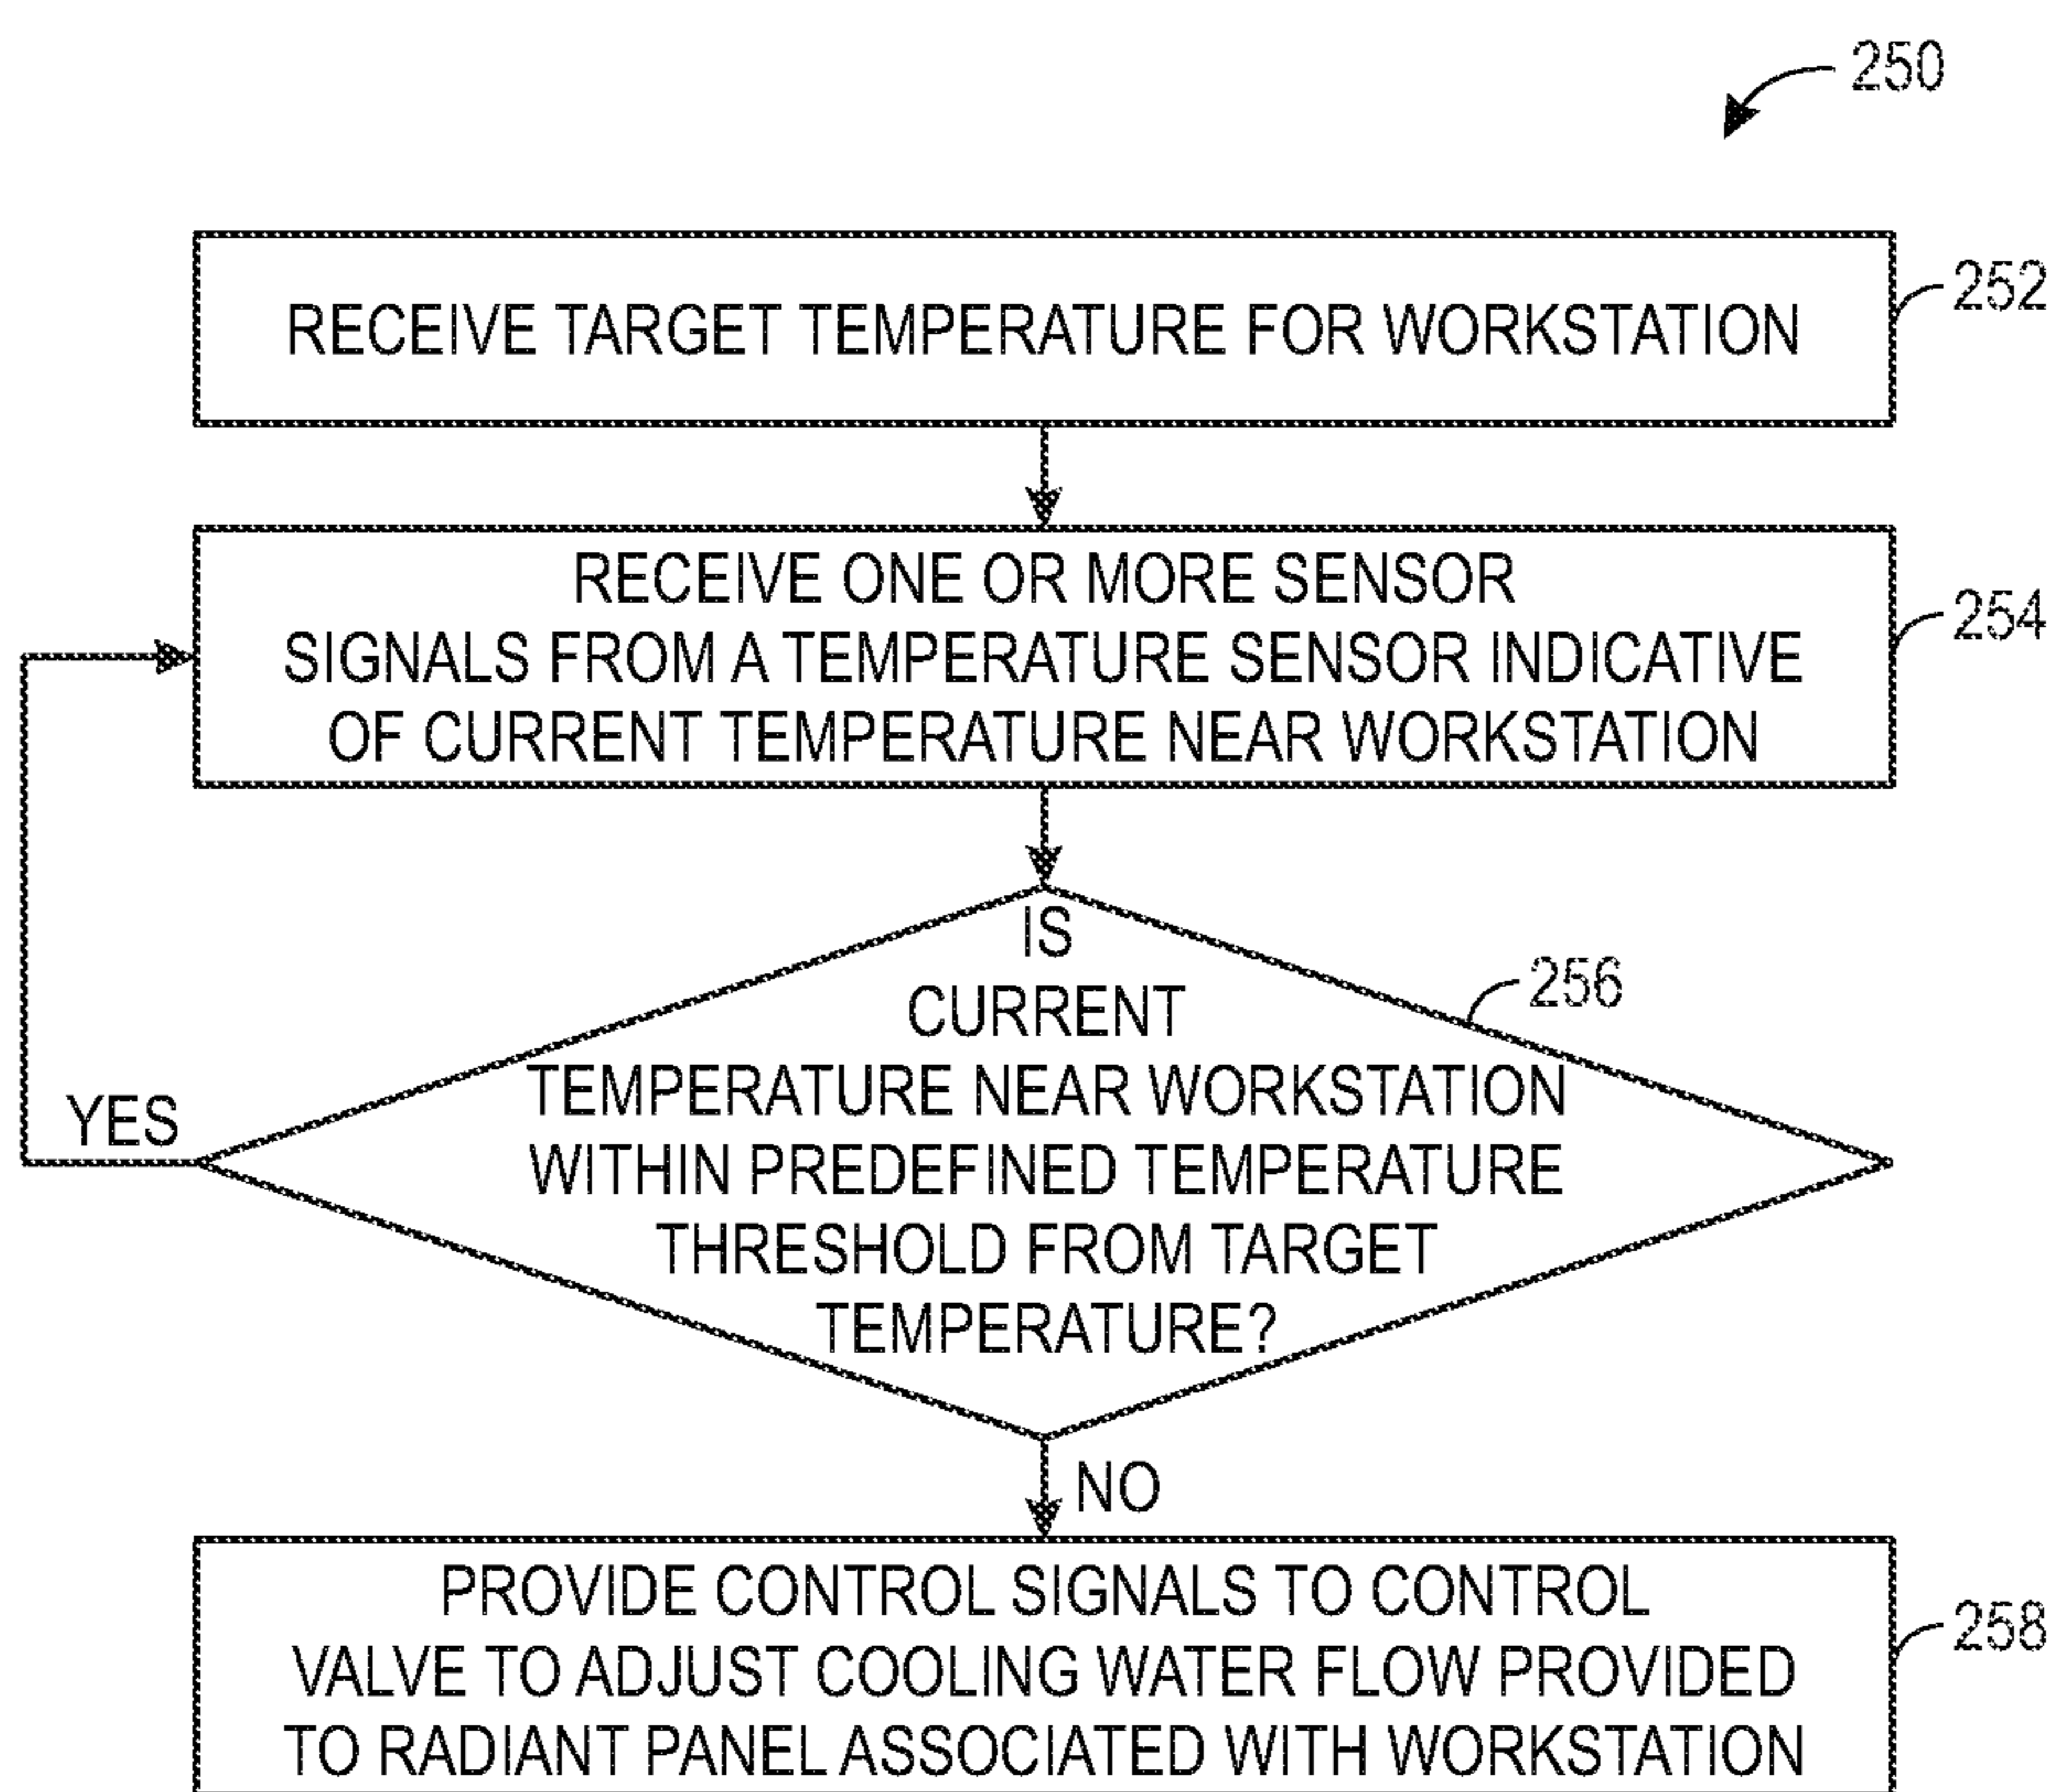 250
RECEIVE TARGET TEMPERATURE FOR WORKSTATION
252
RECEIVE ONE OR MORE SENSOR
SIGNALS FROM A TEMPERATURE SENSOR INDICATIVE
OF CURRENT TEMPERATURE NEAR WORKSTATION
254
IS
CURRENT
TEMPERATURE NEAR WORKSTATION
WITHIN PREDEFINED TEMPERATURE
THRESHOLD FROM TARGET
TEMPERATURE?
256
YES
NO
PROVIDE CONTROL SIGNALS TO CONTROL
VALVE TO ADJUST COOLING WATER FLOW PROVIDED
TO RADIANT PANEL ASSOCIATED WITH WORKSTATION
258